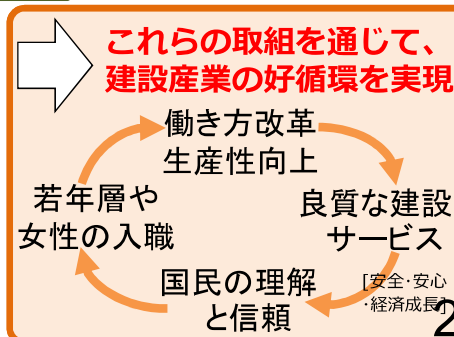 これらの取組を通じて、
建設産業の好循環を実現
働き方改革
生産性向上
若年層や
女性の入職
良質な建設
サービス
国民の理解
と信頼
[安全･安心
･経済成長]
2